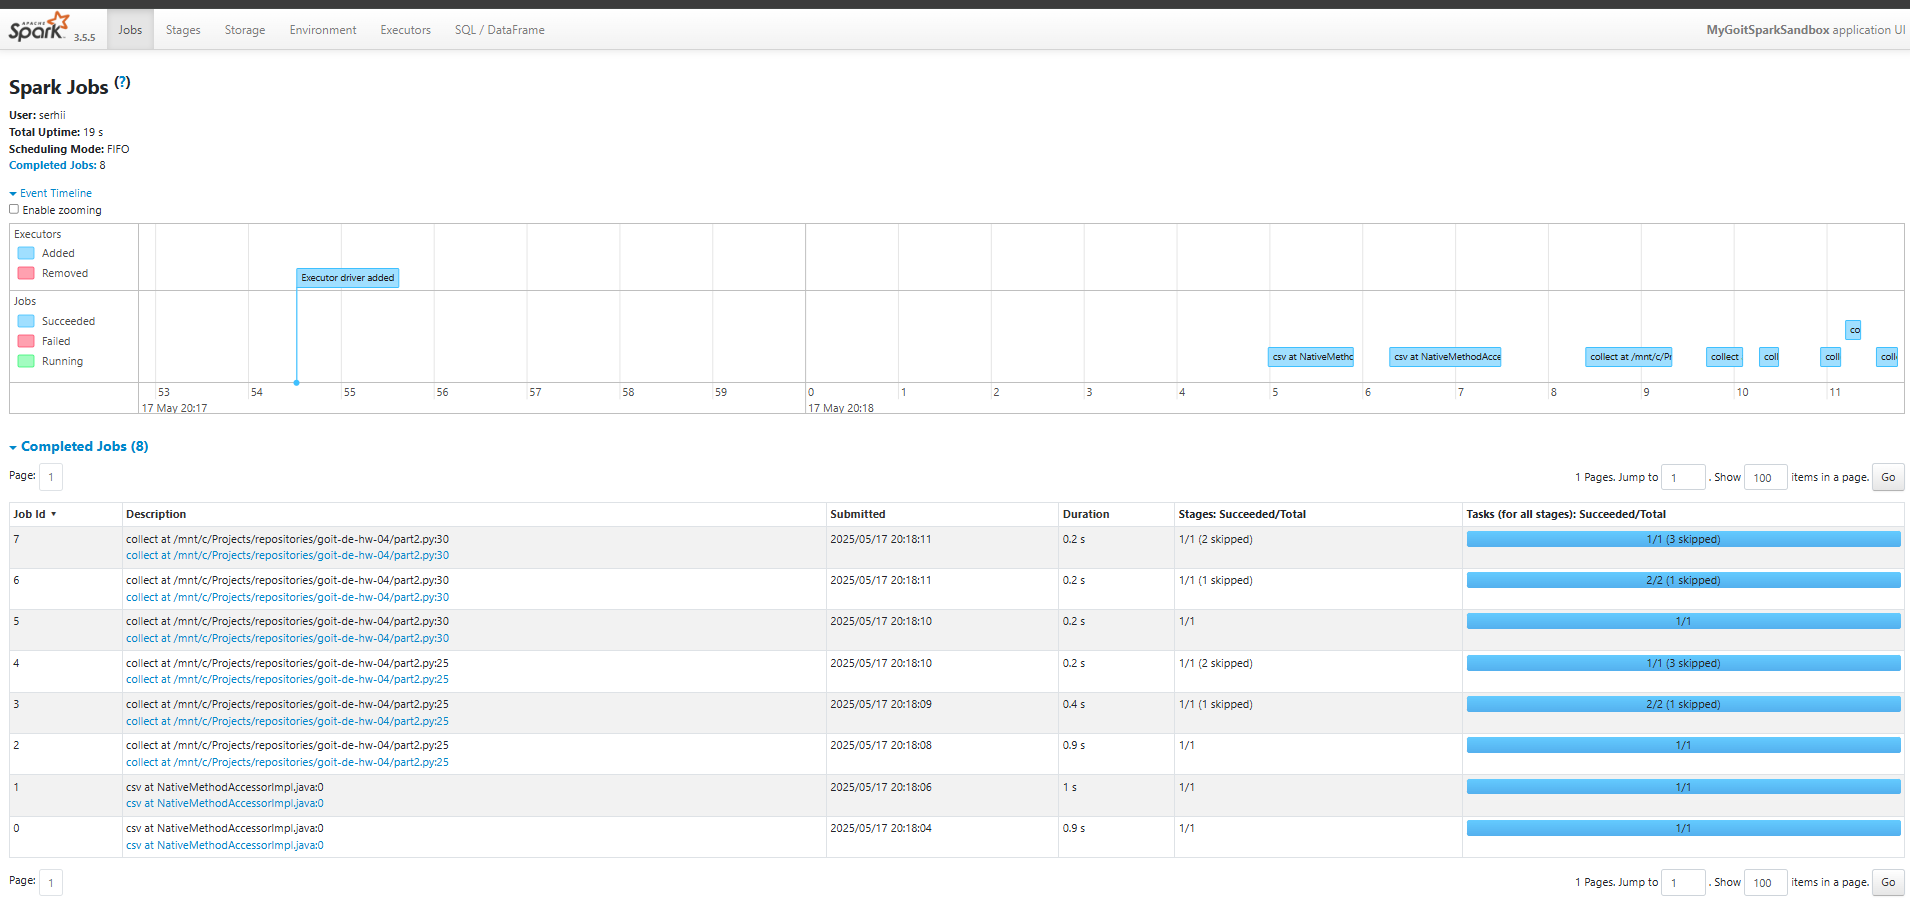 APACHE
Spark 3.5.5 Jobs Stages Storage Environment Executors SQL / DataFrame MyGoitSparkSandbox application UI
Spark Jobs (?)
User: serhii
Total Uptime: 19 s
Scheduling Mode: FIFO
Completed Jobs: 8
Event Timeline
Enable zooming
Executors
Added
Removed
Executor driver added
Jobs
Succeeded
Failed
Running
co
csv at NativeMethc csv at NativeMethodAcce collect at /mnt/c/Pr collect coll coll coll
53 54 55 56 57 58 59 0 1 2 3 4 5 6 7 8 9 10 11
17 May 20:17 17 May 20:18
Completed Jobs (8)
Page: 1 1 Pages. Jump to 1 . Show 100 items in a page. Go
Job Id ▾ Description Submitted Duration Stages: Succeeded/Total Tasks (for all stages): Succeeded/Total
7 collect at /mnt/c/Projects/repositories/goit-de-hw-04/part2.py:30 2025/05/17 20:18:11 0.2 s 1/1 (2 skipped) 1/1 (3 skipped)
collect at /mnt/c/Projects/repositories/goit-de-hw-04/part2.py:30
6 collect at /mnt/c/Projects/repositories/goit-de-hw-04/part2.py:30 2025/05/17 20:18:11 0.2 s 1/1 (1 skipped) 2/2 (1 skipped)
collect at /mnt/c/Projects/repositories/goit-de-hw-04/part2.py:30
5 collect at /mnt/c/Projects/repositories/goit-de-hw-04/part2.py:30 2025/05/17 20:18:10 0.2 s 1/1 1/1
collect at /mnt/c/Projects/repositories/goit-de-hw-04/part2.py:30
4 collect at /mnt/c/Projects/repositories/goit-de-hw-04/part2.py:25 2025/05/17 20:18:10 0.2 s 1/1 (2 skipped) 1/1 (3 skipped)
collect at /mnt/c/Projects/repositories/goit-de-hw-04/part2.py:25
3 collect at /mnt/c/Projects/repositories/goit-de-hw-04/part2.py:25 2025/05/17 20:18:09 0.4 s 1/1 (1 skipped) 2/2 (1 skipped)
collect at /mnt/c/Projects/repositories/goit-de-hw-04/part2.py:25
2 collect at /mnt/c/Projects/repositories/goit-de-hw-04/part2.py:25 2025/05/17 20:18:08 0.9 s 1/1 1/1
collect at /mnt/c/Projects/repositories/goit-de-hw-04/part2.py:25
1 csv at NativeMethodAccessorImpl.java:0 2025/05/17 20:18:06 1 s 1/1 1/1
csv at NativeMethodAccessorImpl.java:0
0 csv at NativeMethodAccessorImpl.java:0 2025/05/17 20:18:04 0.9 s 1/1 1/1
csv at NativeMethodAccessorImpl.java:0
Page: 1 1 Pages. Jump to 1 . Show 100 items in a page. Go